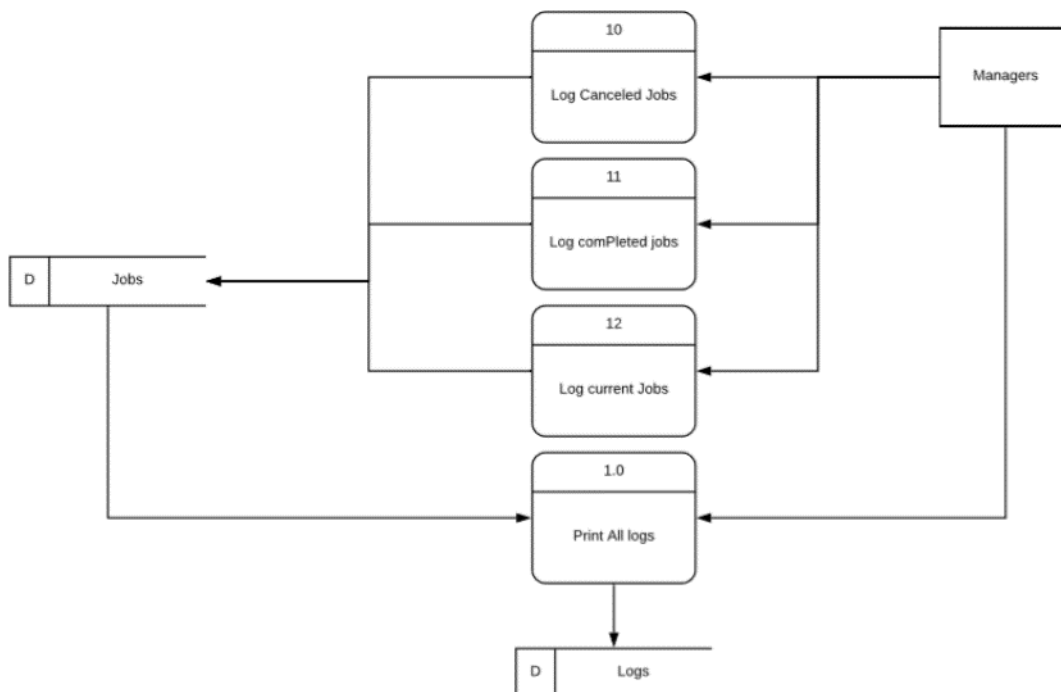 10
Log Canceled Jobs
Managers
11
Log comPleted jobs
D
Jobs
12
Log current Jobs
1.0
Print All logs
D
Logs